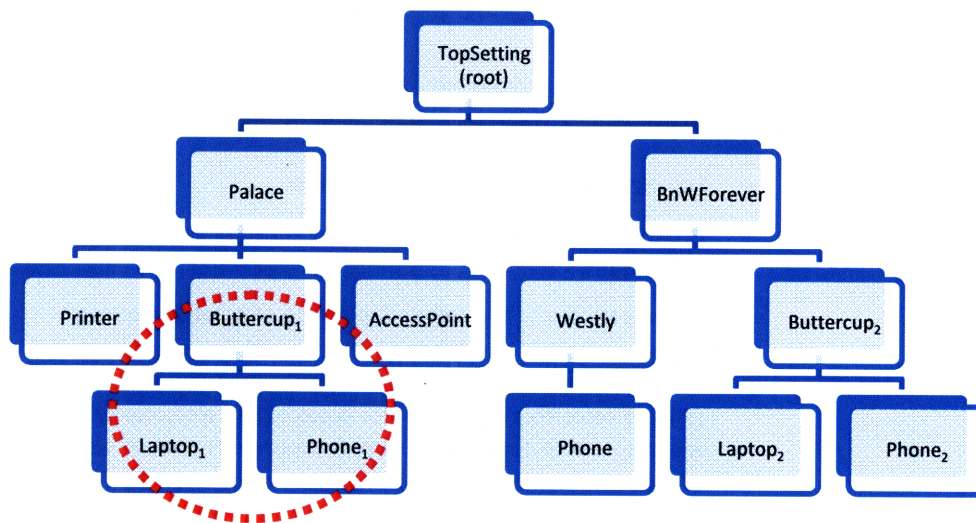 TopSetting
(root)
Palace
BnWForever
Printer
Buttercup₁
AccessPoint
Westly
Buttercup₂
Laptop₁
Phone₁
Phone
Laptop₂
Phone₂